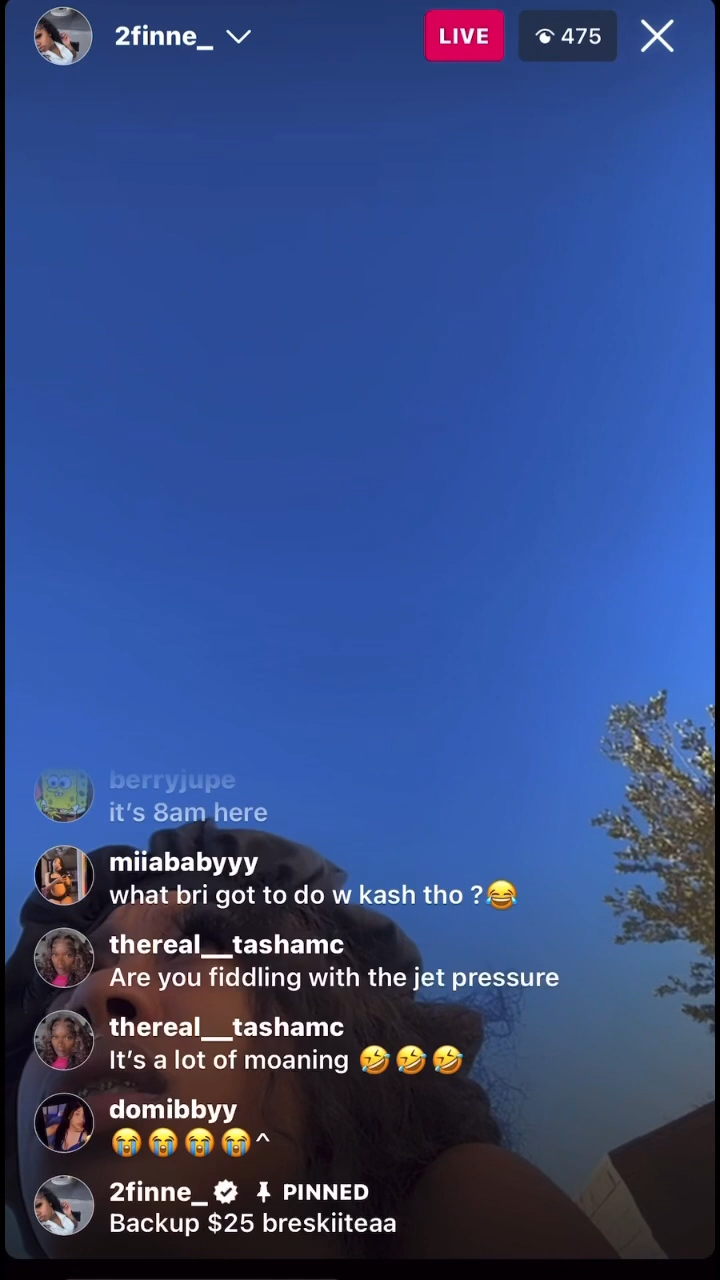 2finne_
LIVE
475
berryjupe
it’s 8am here
miiababyyy
what bri got to do w kash tho ?😂
thereal__tashamc
Are you fiddling with the jet pressure
thereal__tashamc
It’s a lot of moaning 🤣🤣🤣
domibbyy
😭😭😭😭^
2finne_ PINNED
Backup $25 breskiiteaa